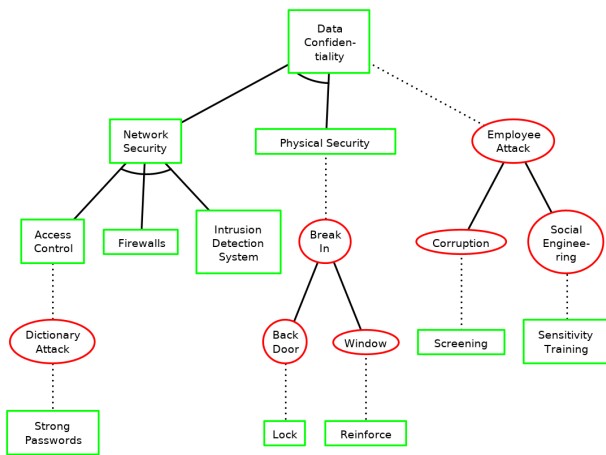 Data
Confiden-
tiality
Network
Security
Physical Security
Employee
Attack
Access
Control
Firewalls
Intrusion
Detection
System
Break
In
Corruption
Social
Enginee-
ring
Dictionary
Attack
Back
Door
Window
Screening
Sensitivity
Training
Strong
Passwords
Lock
Reinforce